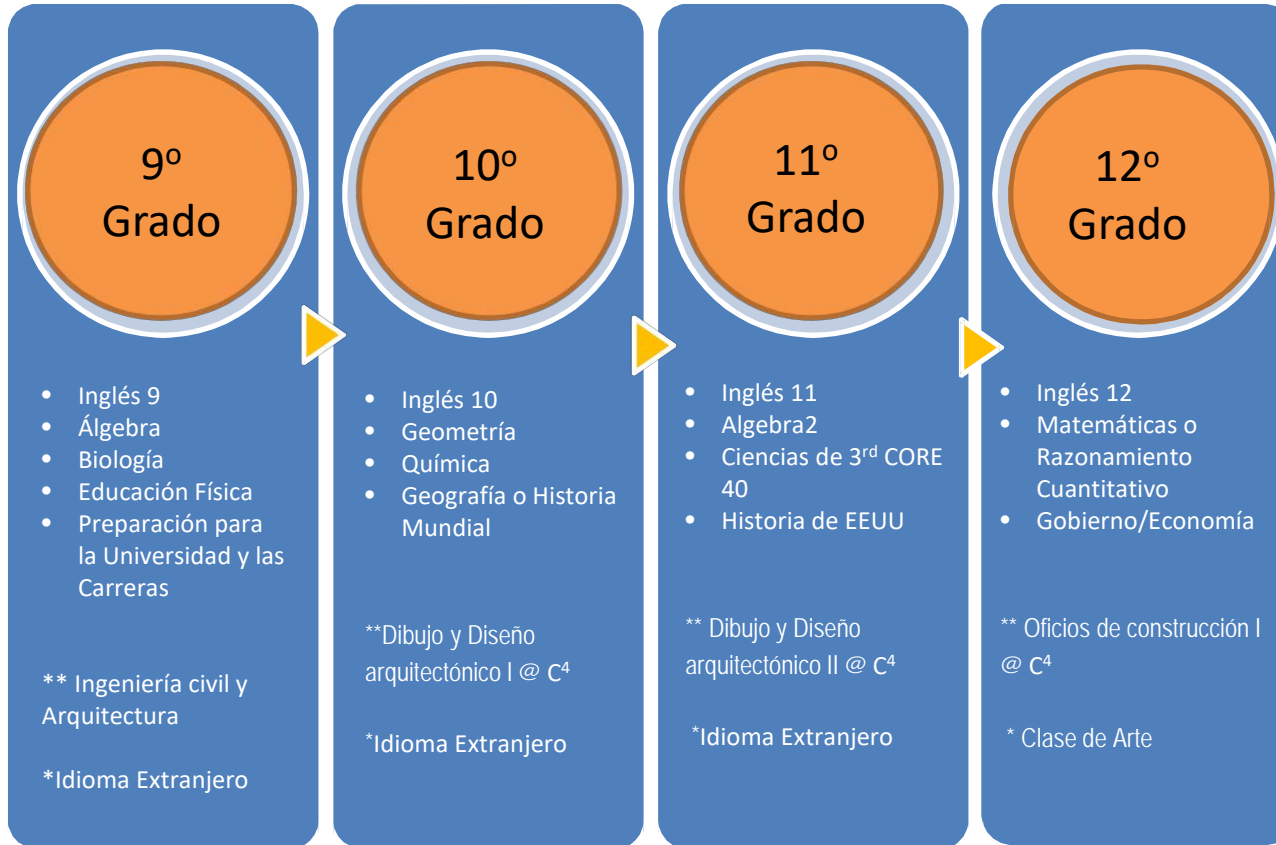 9º
Grado
• Inglés 9
• Álgebra
• Biología
• Educación Física
• Preparación para
la Universidad y las
Carreras
** Ingeniería civil y
Arquitectura
*Idioma Extranjero
10º
Grado
• Inglés 10
• Geometría
• Química
• Geografía o Historia
Mundial
**Dibujo y Diseño
arquitectónico I @ C⁴
*Idioma Extranjero
11º
Grado
• Inglés 11
• Algebra2
• Ciencias de 3rd CORE
40
• Historia de EEUU
** Dibujo y Diseño
arquitectónico II @ C⁴
*Idioma Extranjero
12º
Grado
• Inglés 12
• Matemáticas o
Razonamiento
Cuantitativo
• Gobierno/Economía
** Oficios de construcción I
@ C⁴
* Clase de Arte